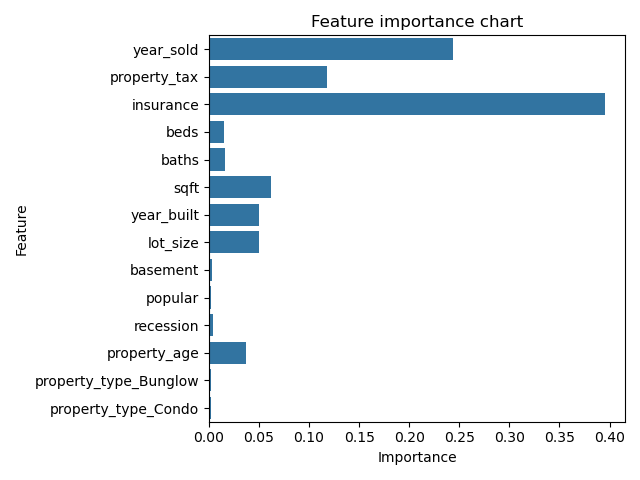 Feature importance chart
year_sold
property_tax
insurance
beds
baths
sqft
year_built
lot_size
basement
popular
recession
property_age
property_type_Bunglow
property_type_Condo
Feature
0.00 0.05 0.10 0.15 0.20 0.25 0.30 0.35 0.40
Importance